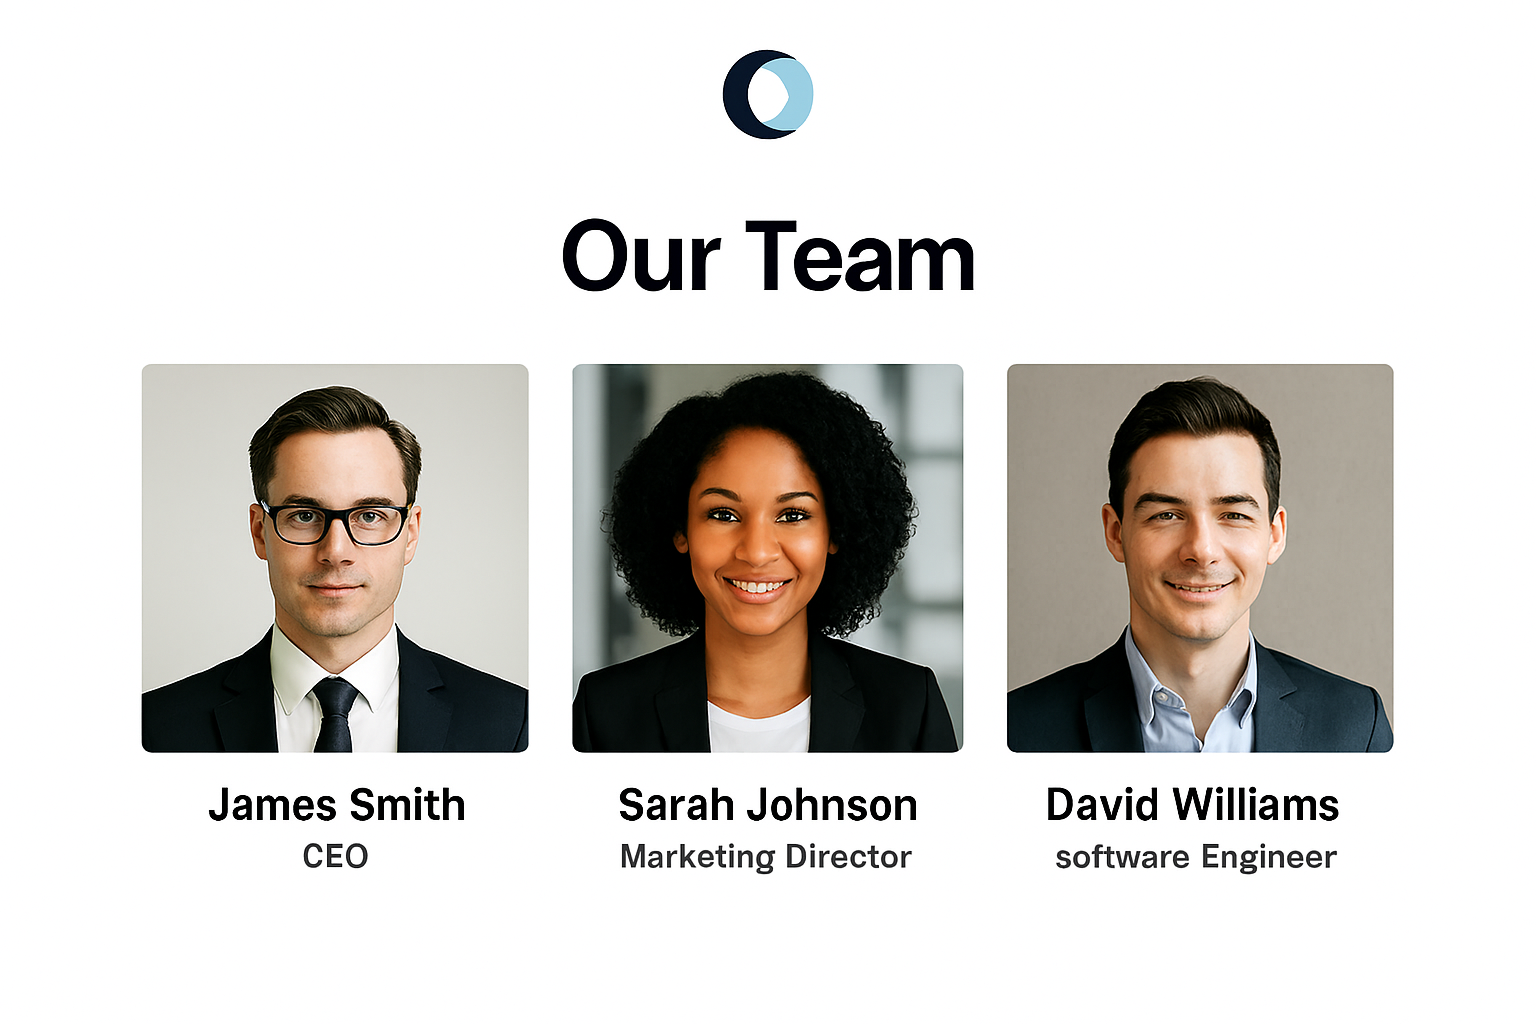 Our Team
James Smith
CEO
Sarah Johnson
Marketing Director
David Williams
software Engineer